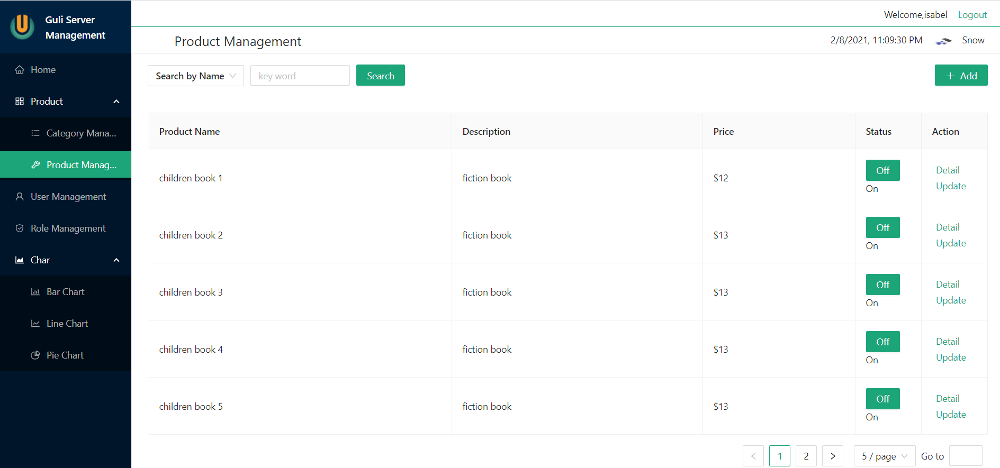 Guli Server
Management
Home
Product
Category Mana...
Product Manag...
User Management
Role Management
Char
Bar Chart
Line Chart
Pie Chart
Welcome,isabel Logout
Product Management 2/8/2021, 11:09:30 PM Snow
Search by Name key word Search + Add
Product Name Description Price Status Action
children book 1 fiction book $12 Off On Detail Update
children book 2 fiction book $13 Off On Detail Update
children book 3 fiction book $13 Off On Detail Update
children book 4 fiction book $13 Off On Detail Update
children book 5 fiction book $13 Off On Detail Update
< 1 2 > 5 / page Go to